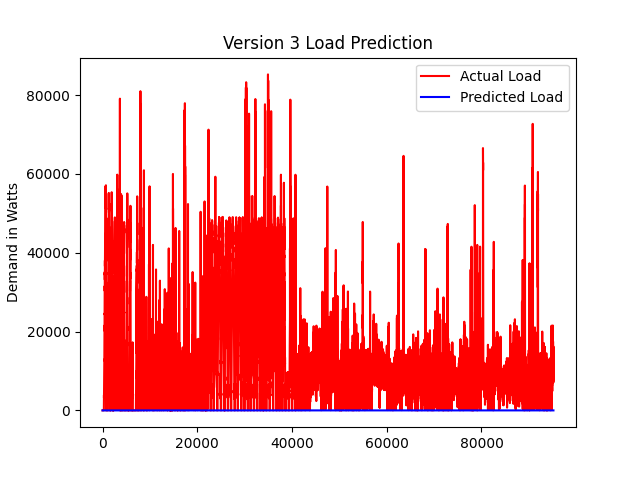 Version 3 Load Prediction
Actual Load
Predicted Load
Demand in Watts
80000
60000
40000
20000
0
0 20000 40000 60000 80000